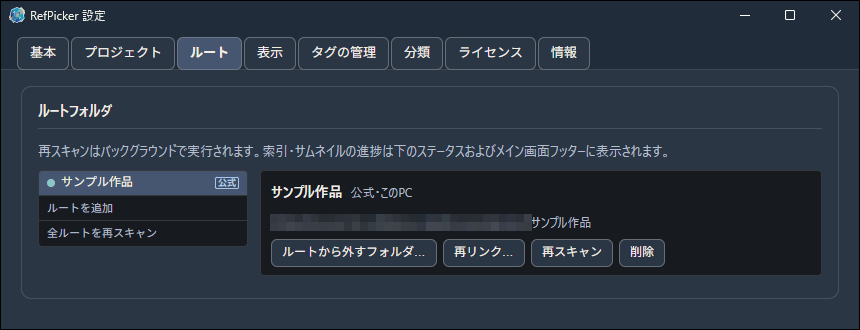 RefPicker 設定
基本 プロジェクト ルート 表示 タグの管理 分類 ライセンス 情報
ルートフォルダ
再スキャンはバックグラウンドで実行されます。索引・サムネイルの進捗は下のステータスおよびメイン画面フッターに表示されます。
サンプル作品 公式
ルートを追加
全ルートを再スキャン
サンプル作品 公式・このPC
サンプル作品
ルートから外すフォルダ... 再リンク... 再スキャン 削除